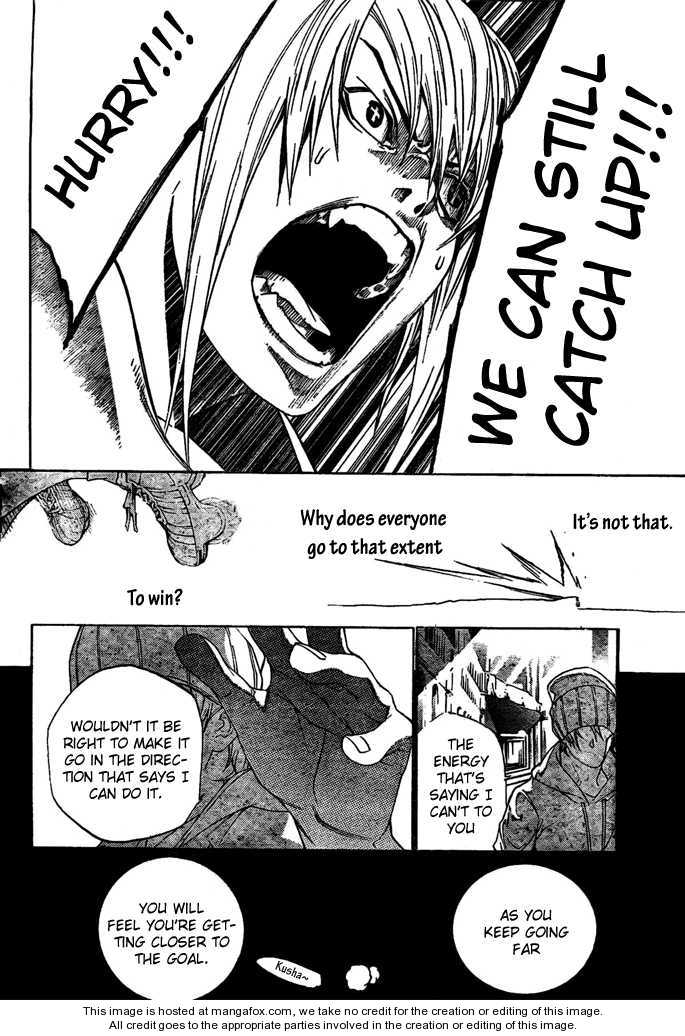 WE CAN STILL
CATCH UP!!!
HURRY!!!
It's not that.
Why does everyone
go to that extent
To win?
THE
ENERGY
THAT'S
SAYING I
CAN'T TO
YOU
WOULDN'T IT BE
RIGHT TO MAKE IT
GO IN THE DIREC-
TION THAT SAYS I
CAN DO IT.
AS YOU
KEEP GOING
FAR
YOU WILL
FEEL YOU'RE GET-
TING CLOSER TO
THE GOAL.
Kusha~
This image is hosted at mangafox.com, we take no credit for the creation or editing of this image.
All credit goes to the appropriate parties involved in the creation or editing of this image.